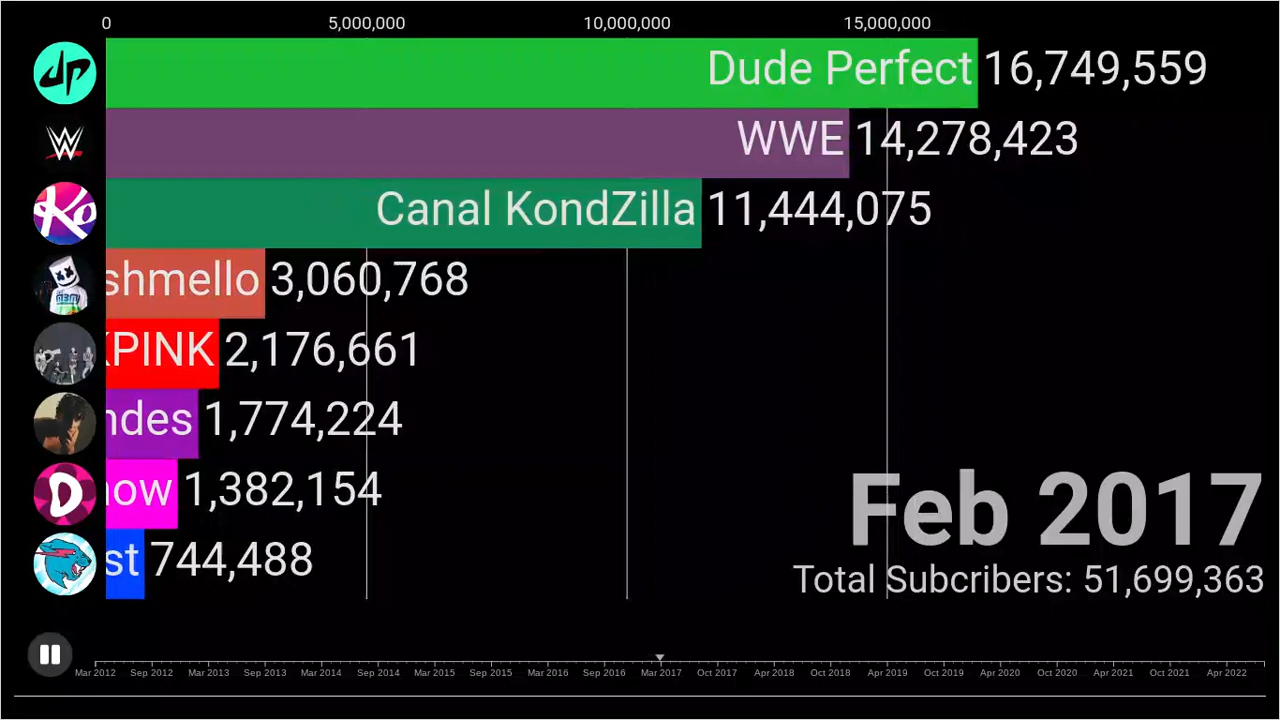 0 5,000,000 10,000,000 15,000,000
Dude Perfect 16,749,559
WWE 14,278,423
Canal KondZilla 11,444,075
shmello 3,060,768
KPINK 2,176,661
ndes 1,774,224
how 1,382,154
st 744,488
Feb 2017
Total Subcribers: 51,699,363
Mar 2012 Sep 2012 Mar 2013 Sep 2013 Mar 2014 Sep 2014 Mar 2015 Sep 2015 Mar 2016 Sep 2016 Mar 2017 Oct 2017 Apr 2018 Oct 2018 Apr 2019 Oct 2019 Apr 2020 Oct 2020 Apr 2021 Oct 2021 Apr 2022